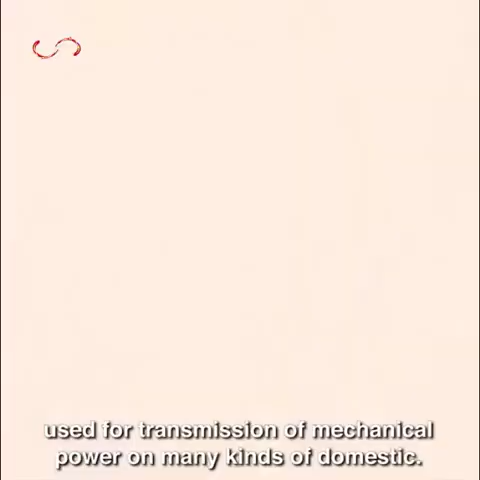 used for transmission of mechanical
power on many kinds of domestic.